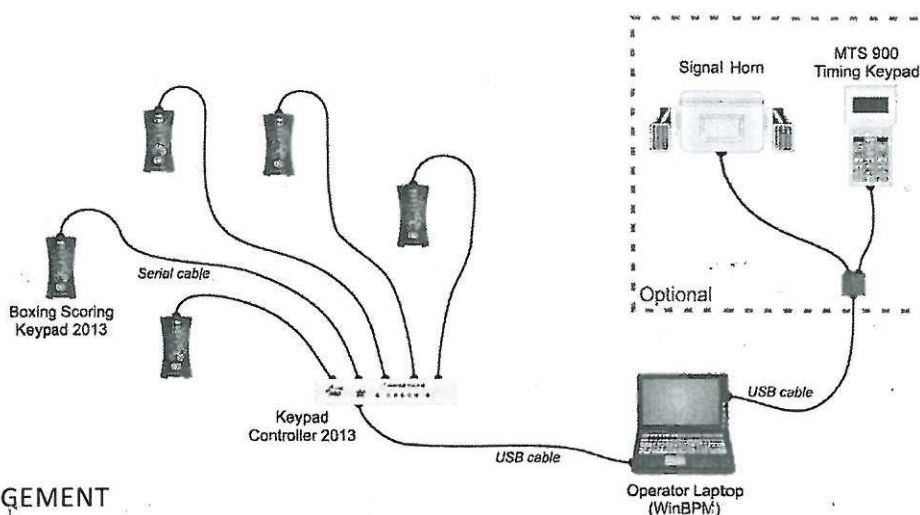 Signal Horn
MTS 900
Timing Keypad
Serial cable
Boxing Scoring
Keypad 2013
Optional
Keypad
Controller 2013
USB cable
USB cable
Operator Laptop
(WinBPM)
GEMENT